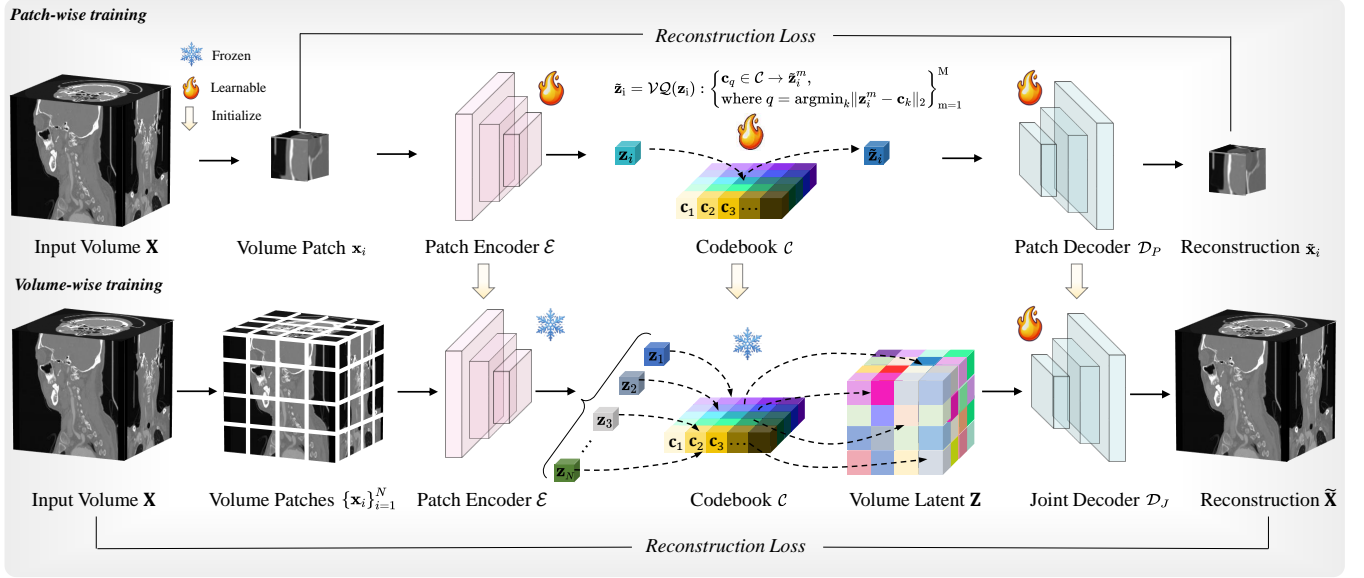 Patch-wise training
Reconstruction Loss
Frozen
Learnable
Initialize
z̃ᵢ = 𝒱𝒬(zᵢ) : { c_q ∈ 𝒞 → z̃ᵢᵐ,
where q = argminₖ‖zᵢᵐ − cₖ‖₂ }ᴹₘ₌₁
zᵢ
z̃ᵢ
c₁ c₂ c₃ ···
Input Volume X
Volume Patch xᵢ
Patch Encoder ℰ
Codebook 𝒞
Patch Decoder 𝒟_P
Reconstruction x̃ᵢ
Volume-wise training
z₁
z₂
z₃
⋱
z_N
c₁ c₂ c₃ ···
Input Volume X
Volume Patches {xᵢ}ᴺᵢ₌₁
Patch Encoder ℰ
Codebook 𝒞
Volume Latent Z
Joint Decoder 𝒟_J
Reconstruction X̃
Reconstruction Loss